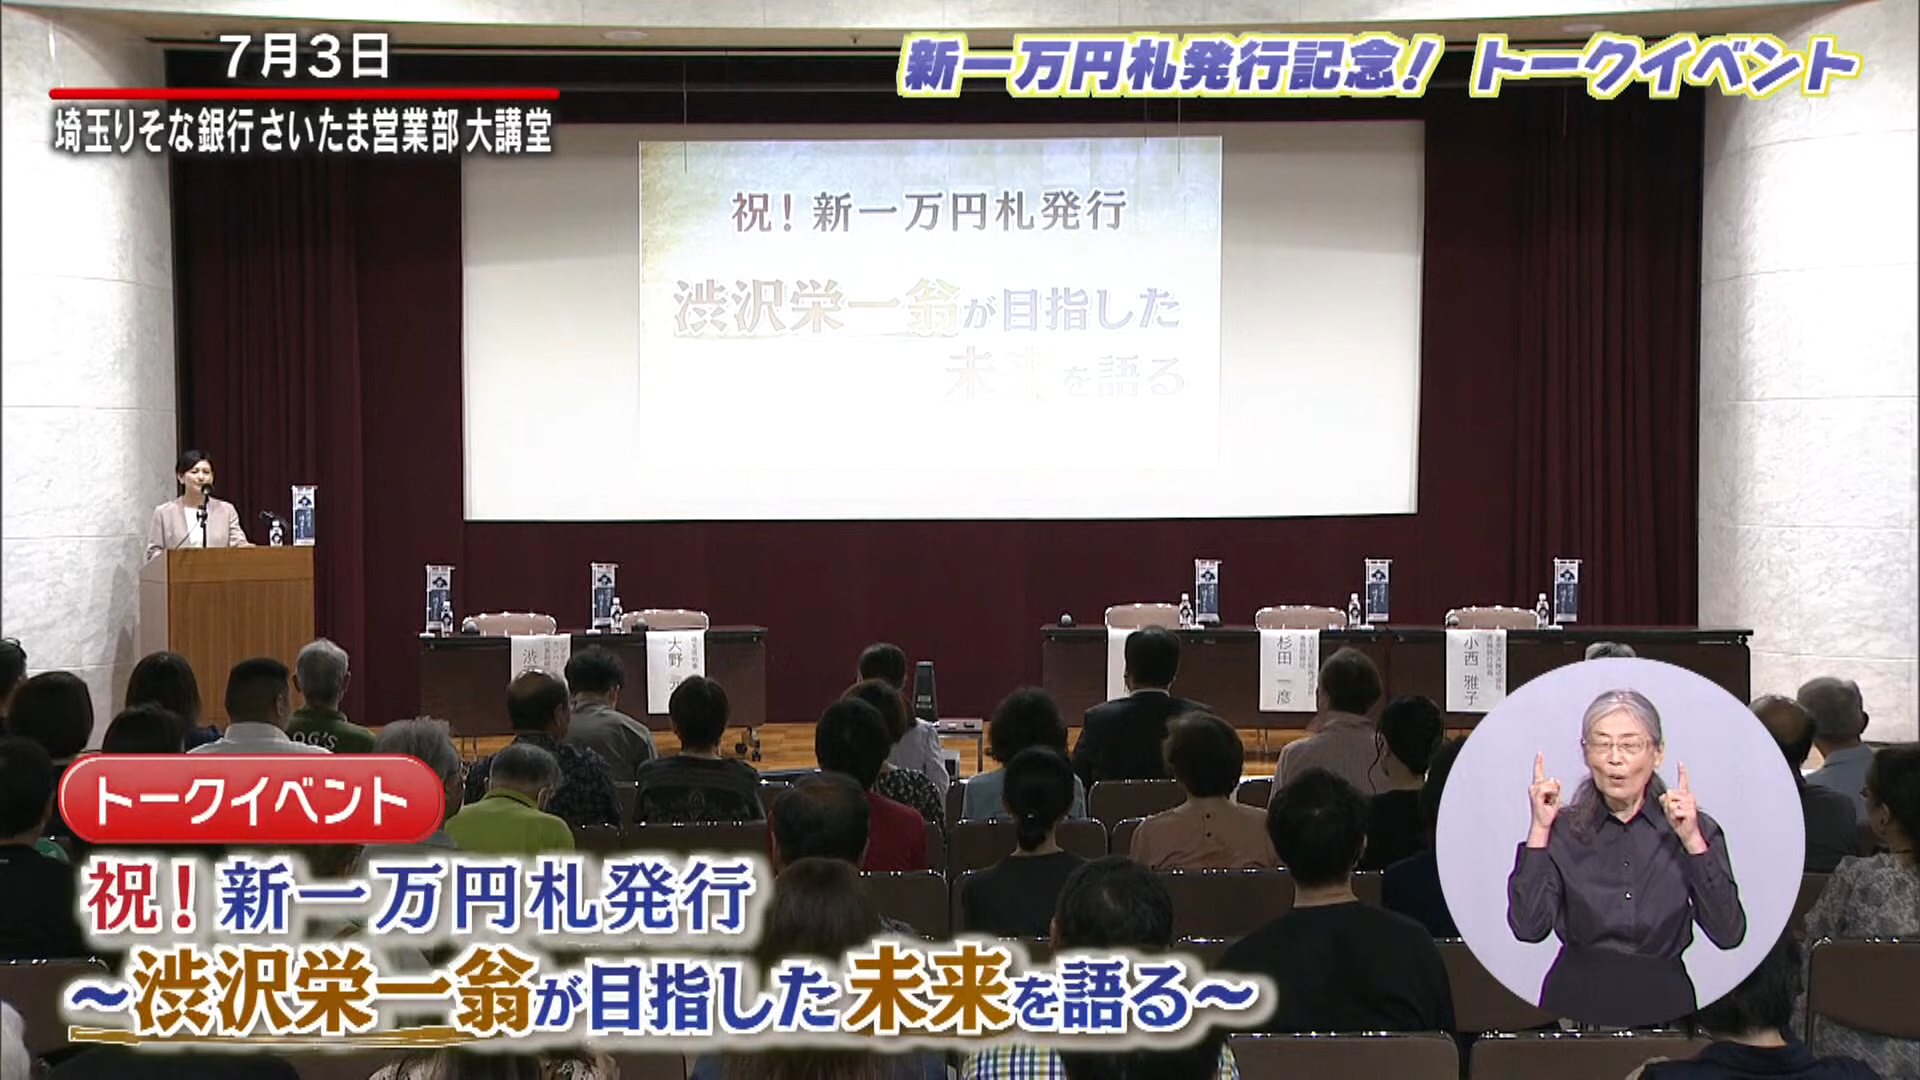 7月3日
埼玉りそな銀行 さいたま営業部 大講堂
新一万円札発行記念！ トークイベント
祝！新一万円札発行
渋沢栄一翁が目指した
未来を語る
大野
杉田 一彦
小西 雅子
OG'S
トークイベント
祝！新一万円札発行
～渋沢栄一翁が目指した未来を語る～